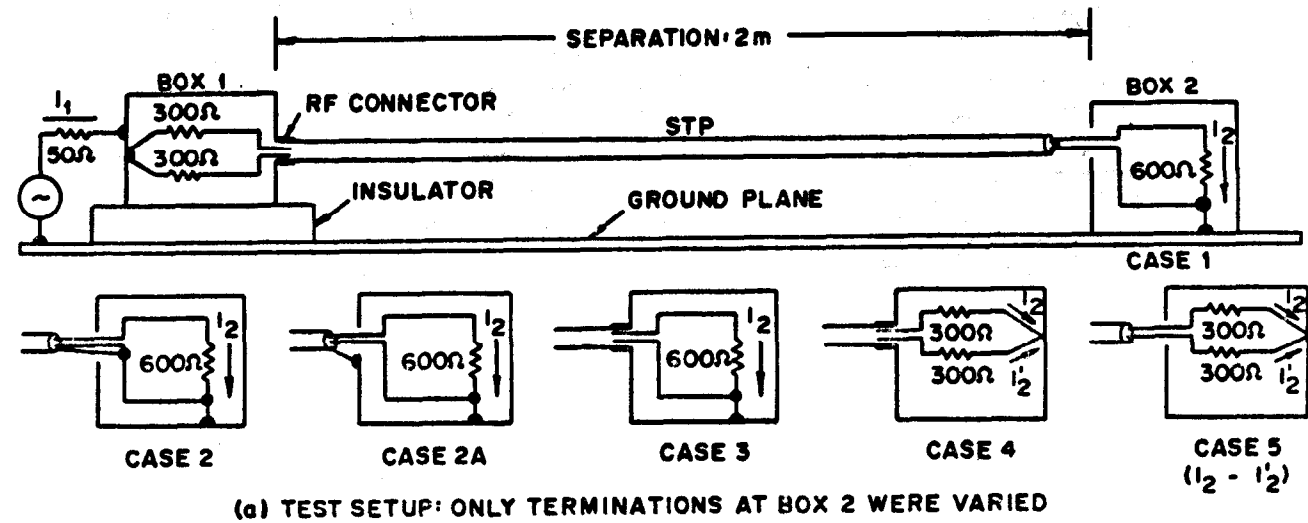 SEPARATION: 2m
BOX 1
BOX 2
I1
300Ω
RF CONNECTOR
50Ω
STP
300Ω
I2
600Ω
INSULATOR
GROUND PLANE
CASE 1
I2
600Ω
I2
600Ω
I2
600Ω
I2
300Ω
300Ω
I'2
I2
300Ω
300Ω
I'2
CASE 2
CASE 2A
CASE 3
CASE 4
CASE 5
(I2 - I'2)
(a) TEST SETUP: ONLY TERMINATIONS AT BOX 2 WERE VARIED